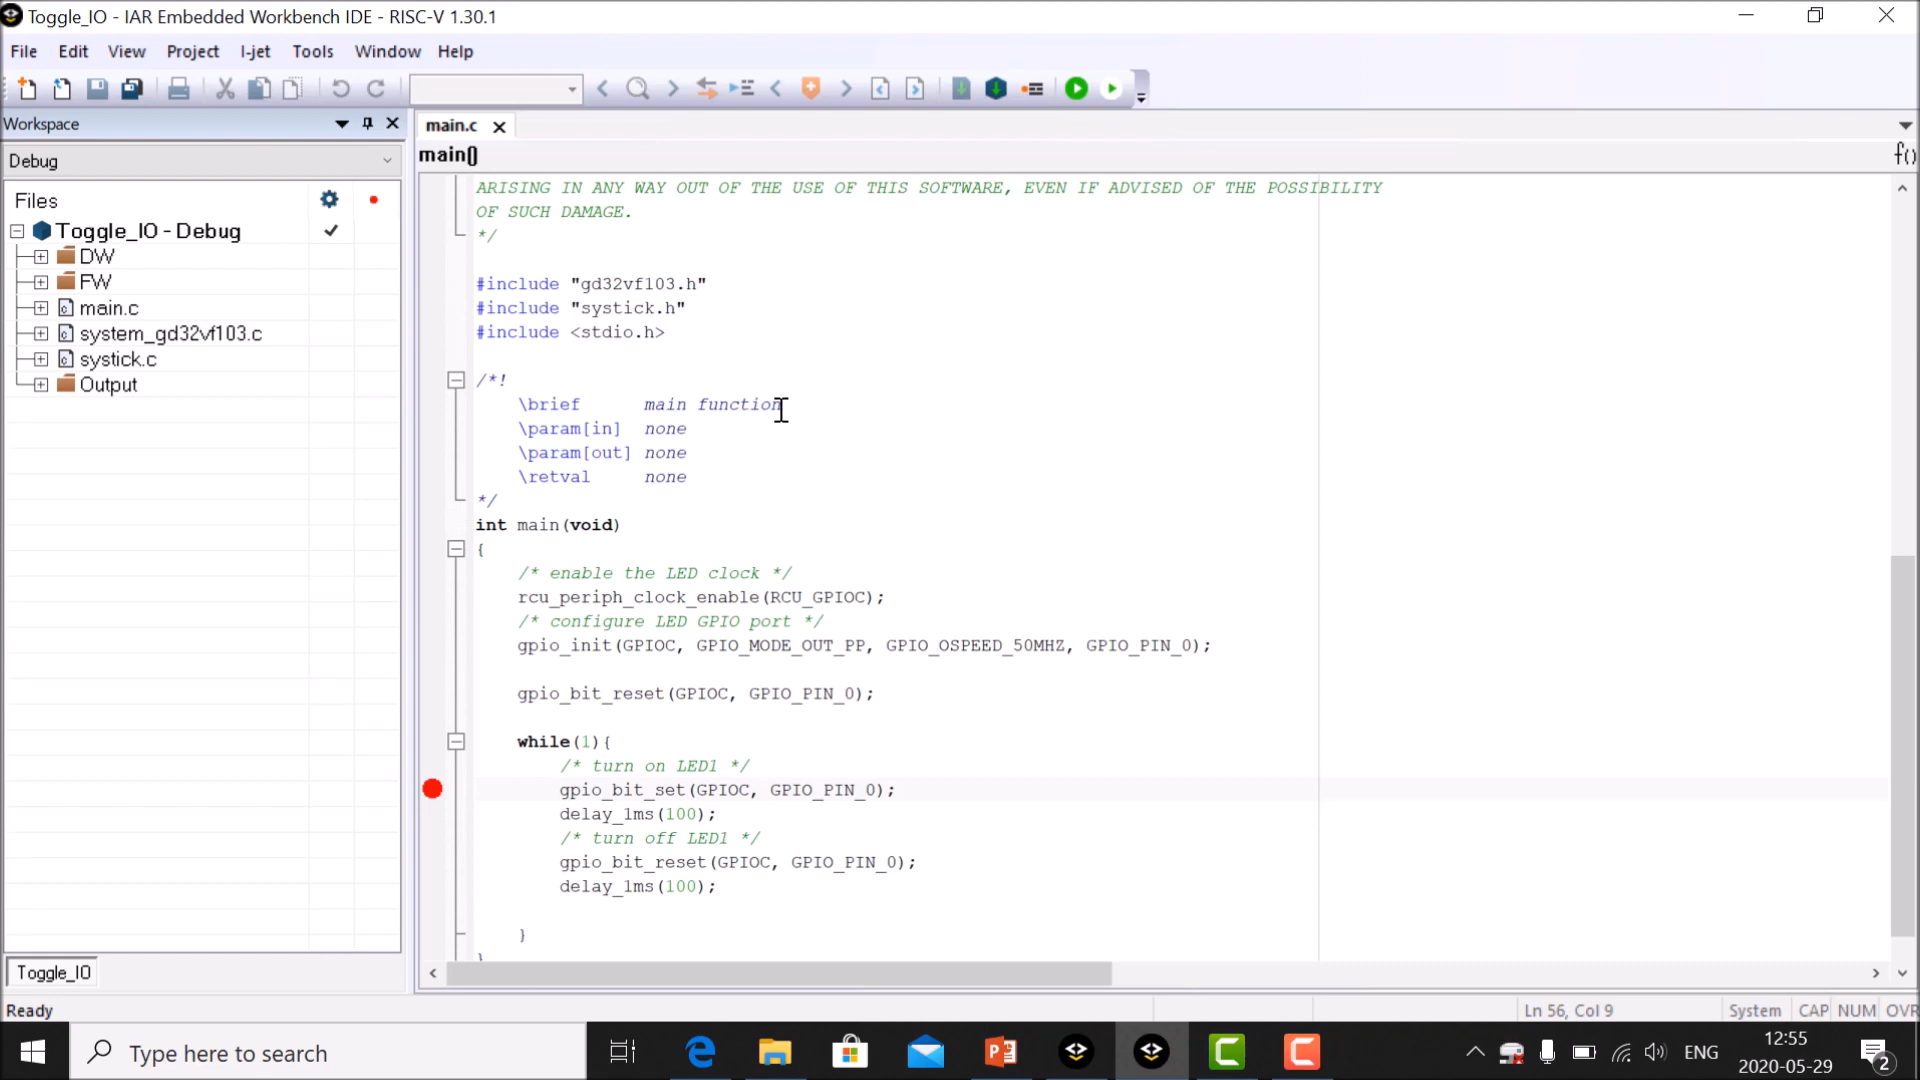 Toggle_IO - IAR Embedded Workbench IDE - RISC-V 1.30.1
File Edit View Project I-jet Tools Window Help
Workspace
main.c
Debug
main()
Files
Toggle_IO - Debug
DW
FW
main.c
system_gd32vf103.c
systick.c
Output
ARISING IN ANY WAY OUT OF THE USE OF THIS SOFTWARE, EVEN IF ADVISED OF THE POSSIBILITY
OF SUCH DAMAGE.
*/
#include "gd32vf103.h"
#include "systick.h"
#include <stdio.h>
/*!
\brief main function
\param[in] none
\param[out] none
\retval none
*/
int main(void)
{
/* enable the LED clock */
rcu_periph_clock_enable(RCU_GPIOC);
/* configure LED GPIO port */
gpio_init(GPIOC, GPIO_MODE_OUT_PP, GPIO_OSPEED_50MHZ, GPIO_PIN_0);
gpio_bit_reset(GPIOC, GPIO_PIN_0);
while(1){
/* turn on LED1 */
gpio_bit_set(GPIOC, GPIO_PIN_0);
delay_1ms(100);
/* turn off LED1 */
gpio_bit_reset(GPIOC, GPIO_PIN_0);
delay_1ms(100);
}
}
Toggle_IO
Ready
Ln 56, Col 9
System CAP NUM OVR
Type here to search
ENG
12:55
2020-05-29
2